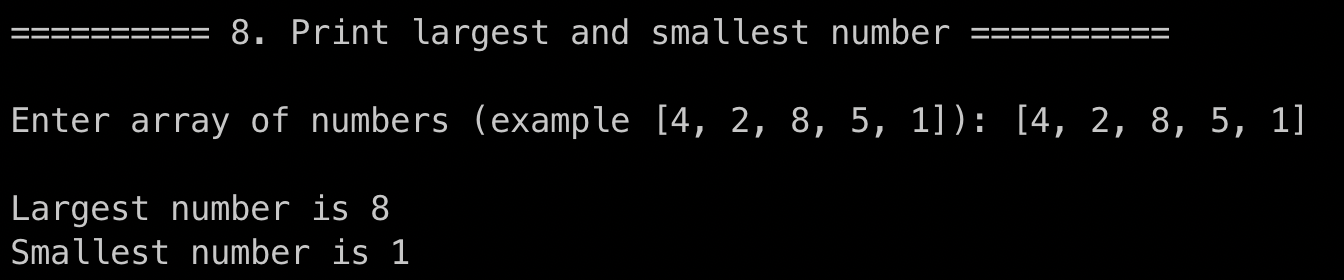 ========== 8. Print largest and smallest number ==========
Enter array of numbers (example [4, 2, 8, 5, 1]): [4, 2, 8, 5, 1]
Largest number is 8
Smallest number is 1